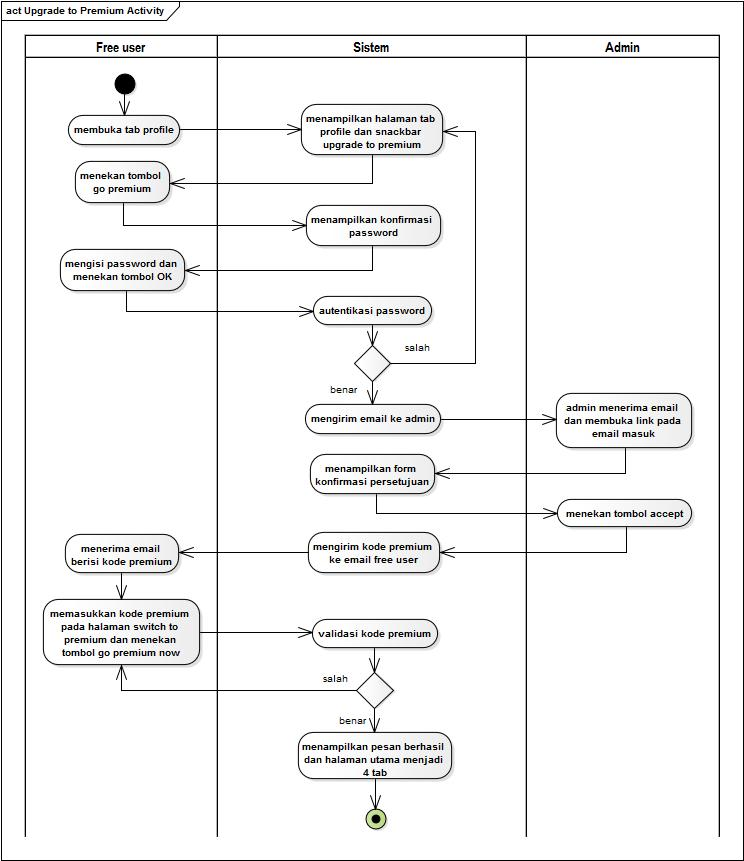 act Upgrade to Premium Activity
Free user
Sistem
Admin
membuka tab profile
menampilkan halaman tab
profile dan snackbar
upgrade to premium
menekan tombol
go premium
menampilkan konfirmasi
password
mengisi password dan
menekan tombol OK
autentikasi password
salah
benar
mengirim email ke admin
admin menerima email
dan membuka link pada
email masuk
menampilkan form
konfirmasi persetujuan
menekan tombol accept
mengirim kode premium
ke email free user
menerima email
berisi kode premium
memasukkan kode premium
pada halaman switch to
premium dan menekan
tombol go premium now
validasi kode premium
salah
benar
menampilkan pesan berhasil
dan halaman utama menjadi
4 tab